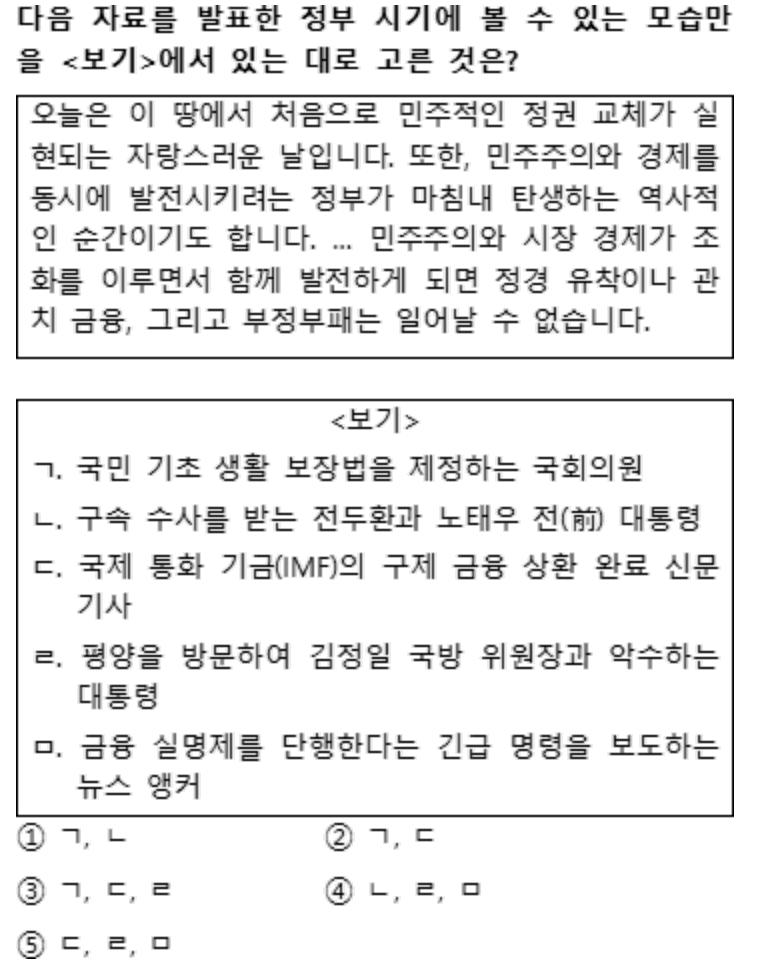 다음 자료를 발표한 정부 시기에 볼 수 있는 모습만
을 <보기>에서 있는 대로 고른 것은?
오늘은 이 땅에서 처음으로 민주적인 정권 교체가 실
현되는 자랑스러운 날입니다. 또한, 민주주의와 경제를
동시에 발전시키려는 정부가 마침내 탄생하는 역사적
인 순간이기도 합니다. ... 민주주의와 시장 경제가 조
화를 이루면서 함께 발전하게 되면 정경 유착이나 관
치 금융, 그리고 부정부패는 일어날 수 없습니다.
<보기>
ㄱ. 국민 기초 생활 보장법을 제정하는 국회의원
ㄴ. 구속 수사를 받는 전두환과 노태우 전(前) 대통령
ㄷ. 국제 통화 기금(IMF)의 구제 금융 상환 완료 신문
기사
ㄹ. 평양을 방문하여 김정일 국방 위원장과 악수하는
대통령
ㅁ. 금융 실명제를 단행한다는 긴급 명령을 보도하는
뉴스 앵커
① ㄱ, ㄴ ② ㄱ, ㄷ
③ ㄱ, ㄷ, ㄹ ④ ㄴ, ㄹ, ㅁ
⑤ ㄷ, ㄹ, ㅁ